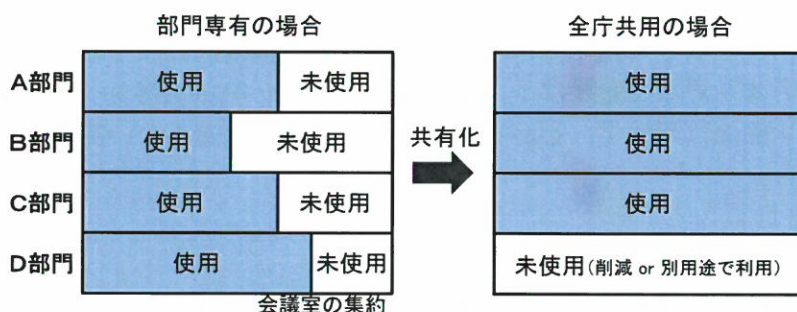 部門専有の場合
全庁共用の場合
A部門
使用
未使用
使用
B部門
使用
未使用
共有化
使用
C部門
使用
未使用
使用
D部門
使用
未使用
未使用(削減 or 別用途で利用)
会議室の集約